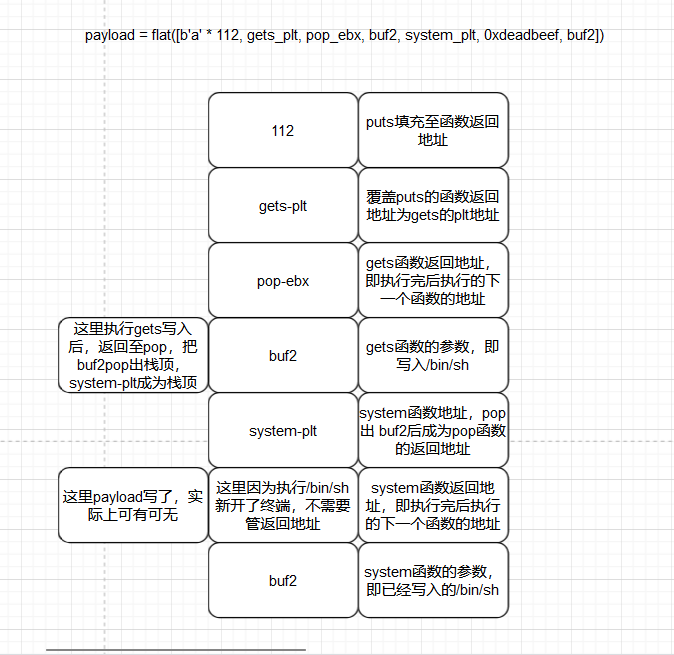 payload = flat([b'a' * 112, gets_plt, pop_ebx, buf2, system_plt, 0xdeadbeef, buf2])
112
puts填充至函数返回
地址
gets-plt
覆盖puts的函数返回
地址为gets的plt地址
pop-ebx
gets函数返回地址，
即执行完后执行的下
一个函数的地址
这里执行gets写入
后，返回至pop，把
buf2pop出栈顶，
system-plt成为栈顶
buf2
gets函数的参数，即
写入/bin/sh
system-plt
system函数地址，pop
出 buf2后成为pop函数
的返回地址
这里payload写了，实
际上可有可无
这里因为执行/bin/sh
新开了终端，不需要
管返回地址
system函数返回地
址，即执行完后执行
的下一个函数的地址
buf2
system函数的参数，
即已经写入的/bin/sh